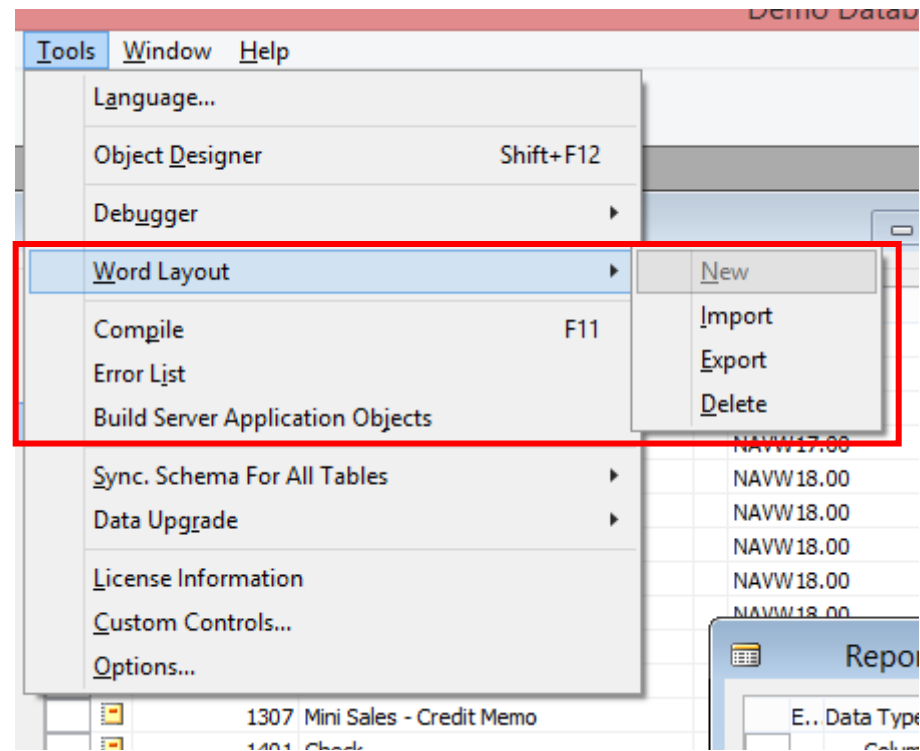 Demo Datab
Tools Window Help
Language...
Object Designer Shift+F12
Debugger
Word Layout
New
Import
Compile F11
Export
Error List
Delete
Build Server Application Objects
NAVW17.00
Sync. Schema For All Tables
NAVW18.00
Data Upgrade
NAVW18.00
NAVW18.00
License Information
NAVW18.00
Custom Controls...
NAVW18.00
Options...
Repor
1307 Mini Sales - Credit Memo
E.. Data Type
1401 Check
Colum